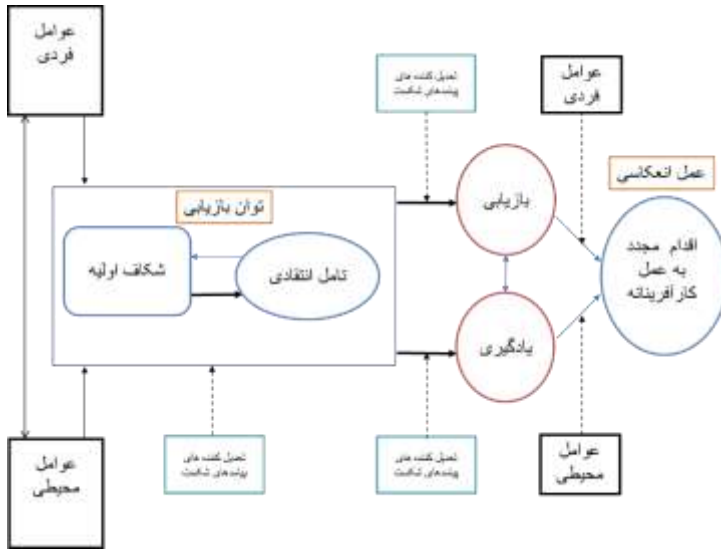 عوامل
فردی
تعدیل کننده های
پیامدهای شکست
عوامل
فردی
عمل انعکاسی
توان بازیابی
بازیابی
شکاف اولیه
تامل انتقادی
اقدام مجدد
به عمل
کارآفرینانه
یادگیری
عوامل
محیطی
تعدیل کننده های
پیامدهای شکست
تعدیل کننده های
پیامدهای شکست
عوامل
محیطی